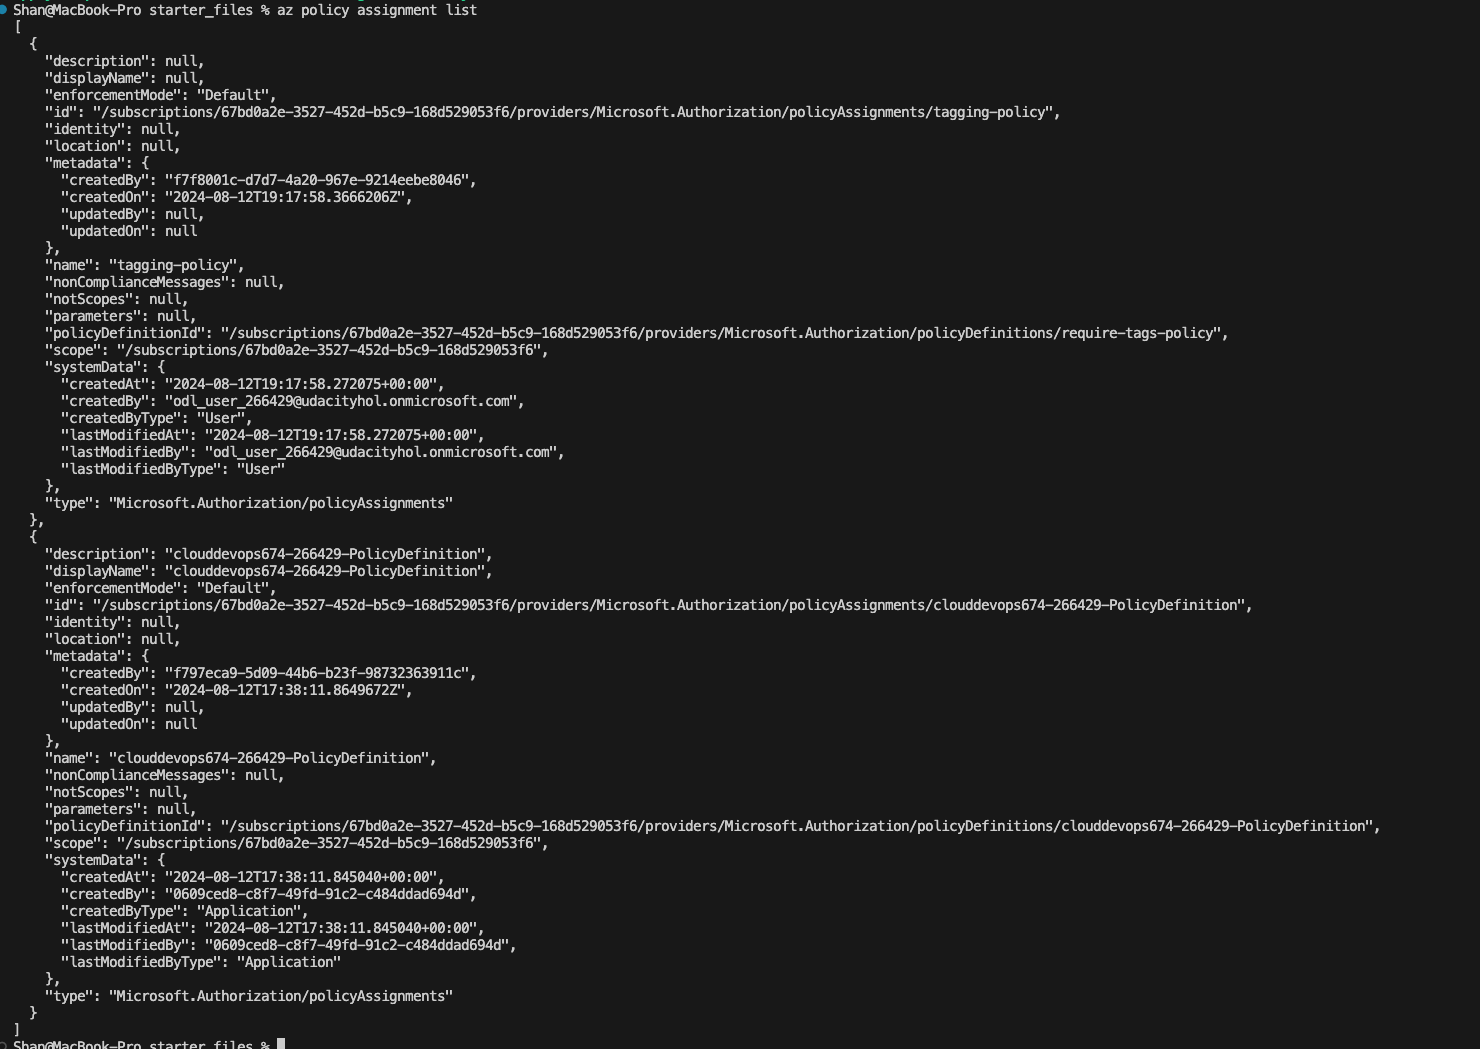 Shan@MacBook-Pro starter_files % az policy assignment list
[
  {
    "description": null,
    "displayName": null,
    "enforcementMode": "Default",
    "id": "/subscriptions/67bd0a2e-3527-452d-b5c9-168d529053f6/providers/Microsoft.Authorization/policyAssignments/tagging-policy",
    "identity": null,
    "location": null,
    "metadata": {
      "createdBy": "f7f8001c-d7d7-4a20-967e-9214eebe8046",
      "createdOn": "2024-08-12T19:17:58.3666206Z",
      "updatedBy": null,
      "updatedOn": null
    },
    "name": "tagging-policy",
    "nonComplianceMessages": null,
    "notScopes": null,
    "parameters": null,
    "policyDefinitionId": "/subscriptions/67bd0a2e-3527-452d-b5c9-168d529053f6/providers/Microsoft.Authorization/policyDefinitions/require-tags-policy",
    "scope": "/subscriptions/67bd0a2e-3527-452d-b5c9-168d529053f6",
    "systemData": {
      "createdAt": "2024-08-12T19:17:58.272075+00:00",
      "createdBy": "odl_user_266429@udacityhol.onmicrosoft.com",
      "createdByType": "User",
      "lastModifiedAt": "2024-08-12T19:17:58.272075+00:00",
      "lastModifiedBy": "odl_user_266429@udacityhol.onmicrosoft.com",
      "lastModifiedByType": "User"
    },
    "type": "Microsoft.Authorization/policyAssignments"
  },
  {
    "description": "clouddevops674-266429-PolicyDefinition",
    "displayName": "clouddevops674-266429-PolicyDefinition",
    "enforcementMode": "Default",
    "id": "/subscriptions/67bd0a2e-3527-452d-b5c9-168d529053f6/providers/Microsoft.Authorization/policyAssignments/clouddevops674-266429-PolicyDefinition",
    "identity": null,
    "location": null,
    "metadata": {
      "createdBy": "f797eca9-5d09-44b6-b23f-98732363911c",
      "createdOn": "2024-08-12T17:38:11.8649672Z",
      "updatedBy": null,
      "updatedOn": null
    },
    "name": "clouddevops674-266429-PolicyDefinition",
    "nonComplianceMessages": null,
    "notScopes": null,
    "parameters": null,
    "policyDefinitionId": "/subscriptions/67bd0a2e-3527-452d-b5c9-168d529053f6/providers/Microsoft.Authorization/policyDefinitions/clouddevops674-266429-PolicyDefinition",
    "scope": "/subscriptions/67bd0a2e-3527-452d-b5c9-168d529053f6",
    "systemData": {
      "createdAt": "2024-08-12T17:38:11.845040+00:00",
      "createdBy": "0609ced8-c8f7-49fd-91c2-c484ddad694d",
      "createdByType": "Application",
      "lastModifiedAt": "2024-08-12T17:38:11.845040+00:00",
      "lastModifiedBy": "0609ced8-c8f7-49fd-91c2-c484ddad694d",
      "lastModifiedByType": "Application"
    },
    "type": "Microsoft.Authorization/policyAssignments"
  }
]
Shan@MacBook-Pro starter_files %